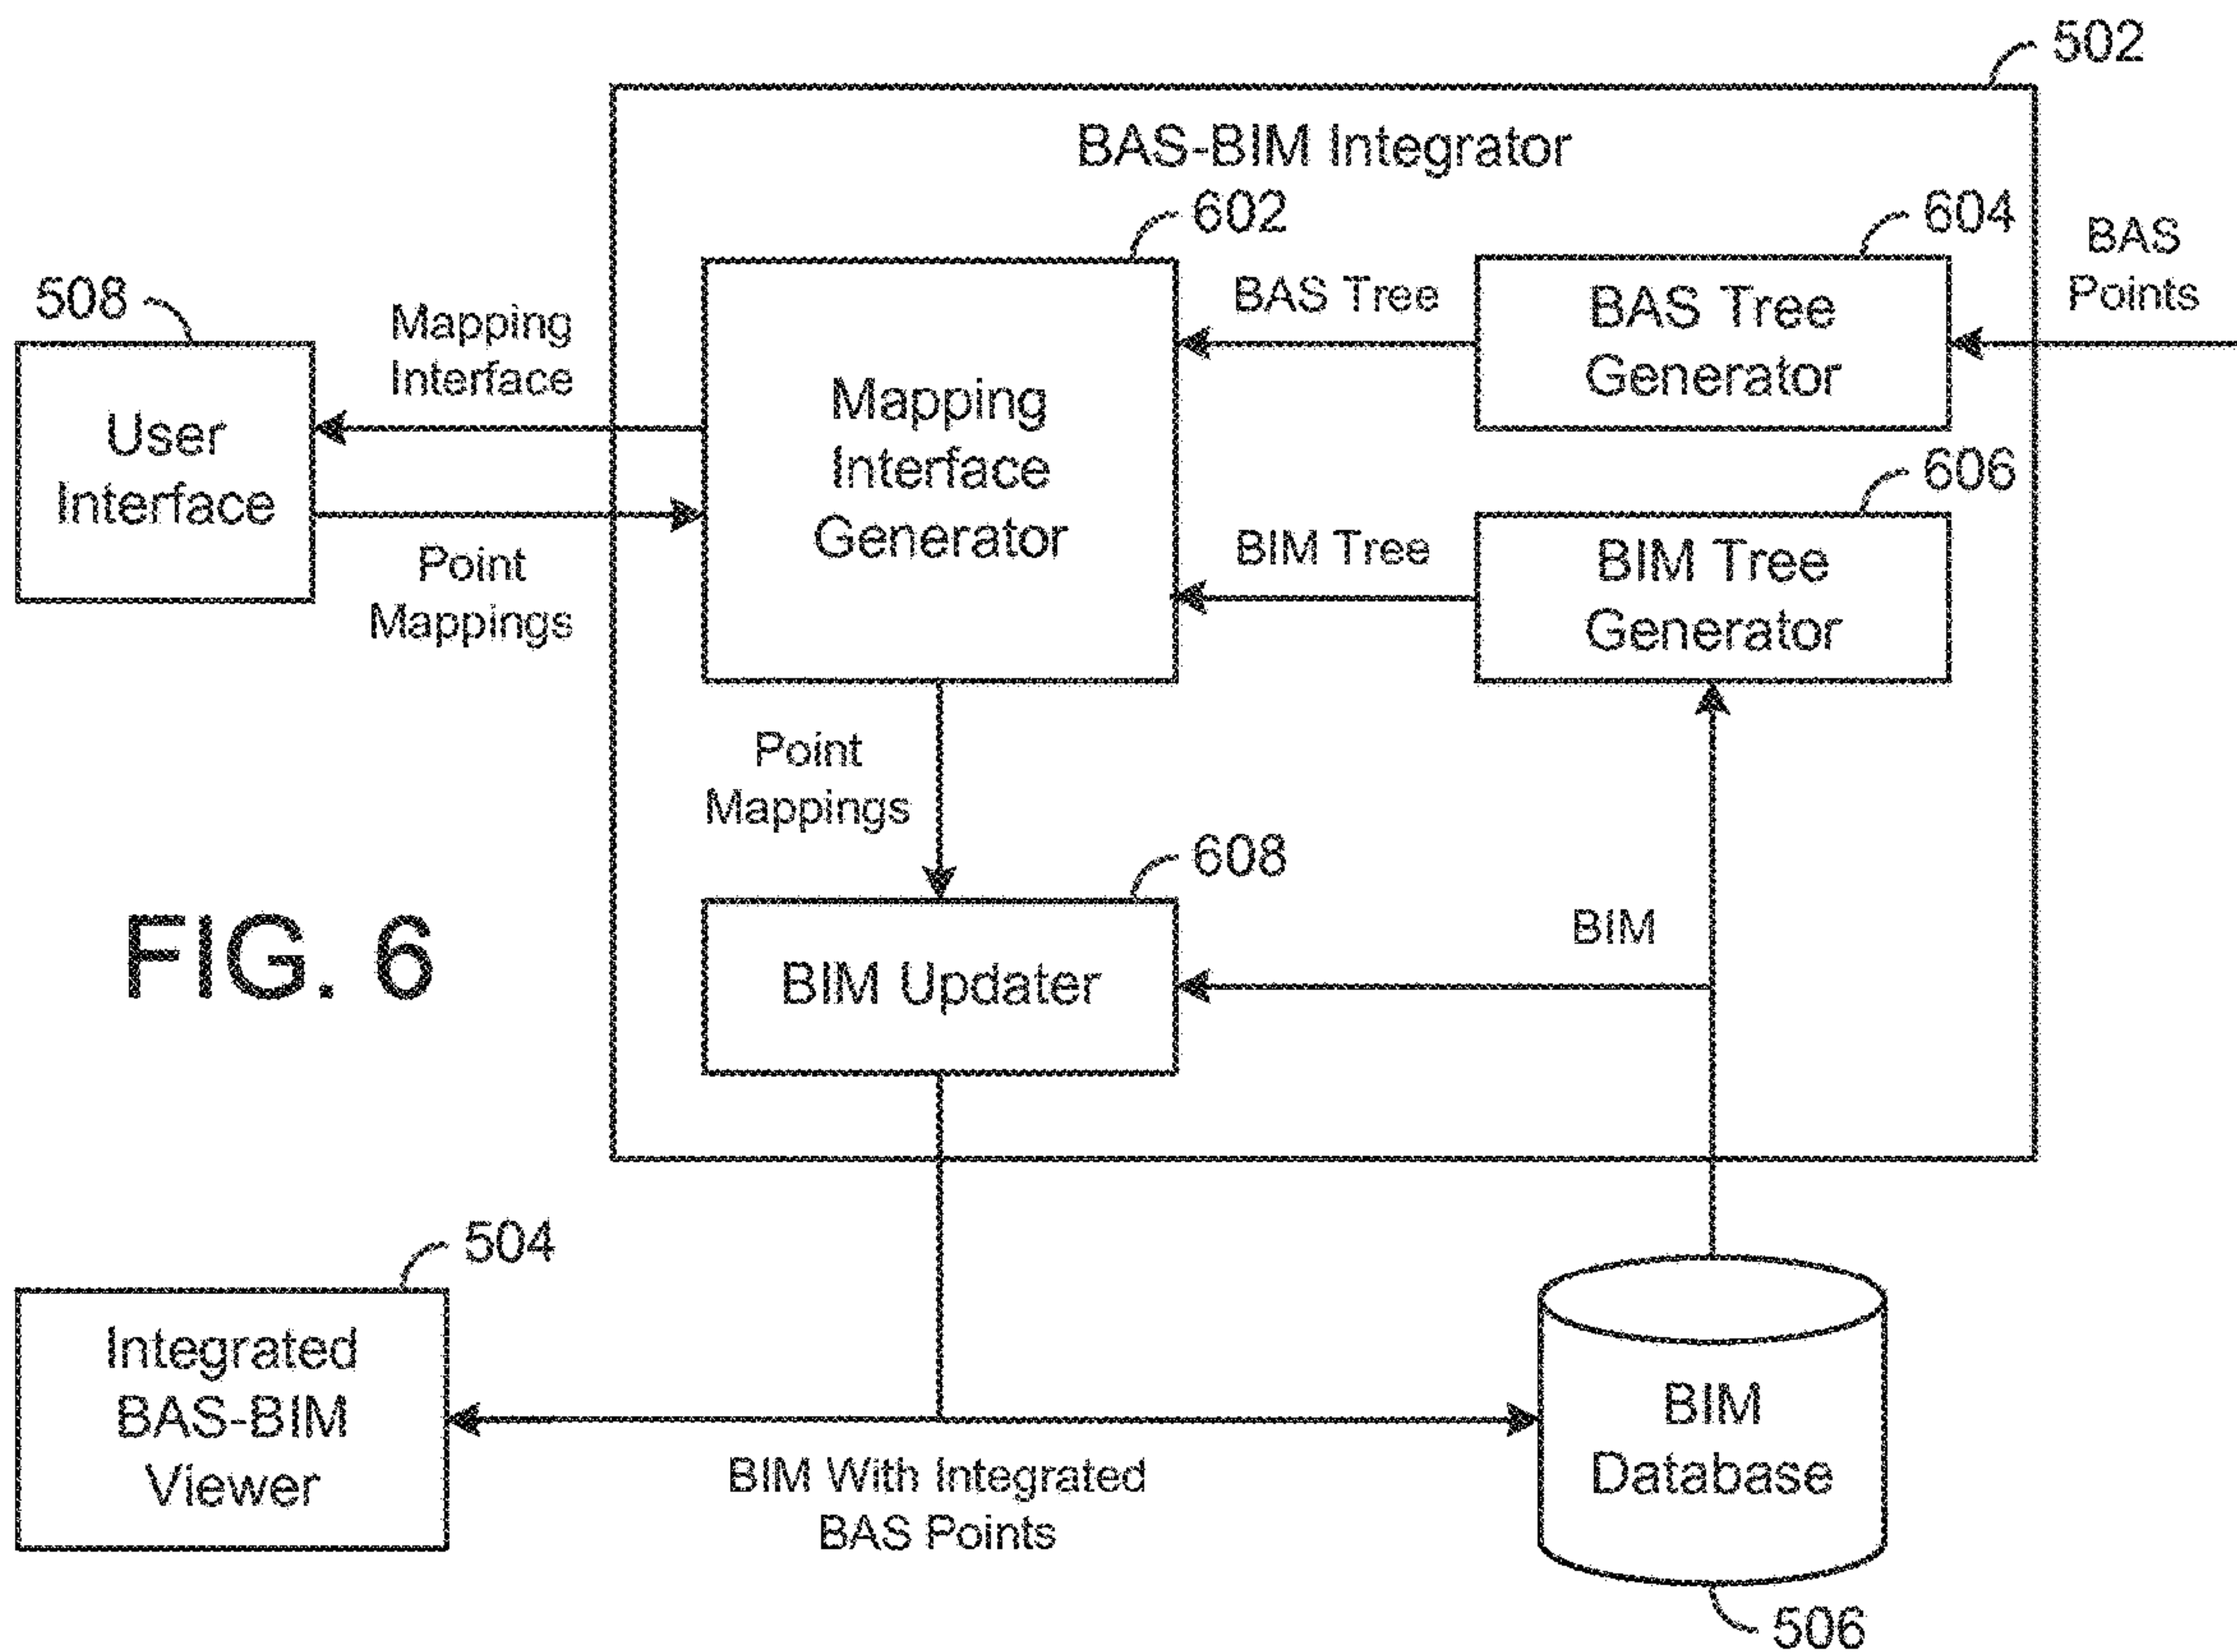 502
BAS-BIM Integrator
602
604
BAS
Points
508
Mapping
Interface
BAS Tree
BAS Tree
Generator
User
Interface
Mapping
Interface
Generator
606
Point
Mappings
BIM Tree
BIM Tree
Generator
Point
Mappings
608
BIM
FIG. 6
BIM Updater
504
Integrated
BAS-BIM
Viewer
BIM With Integrated
BAS Points
BIM
Database
506